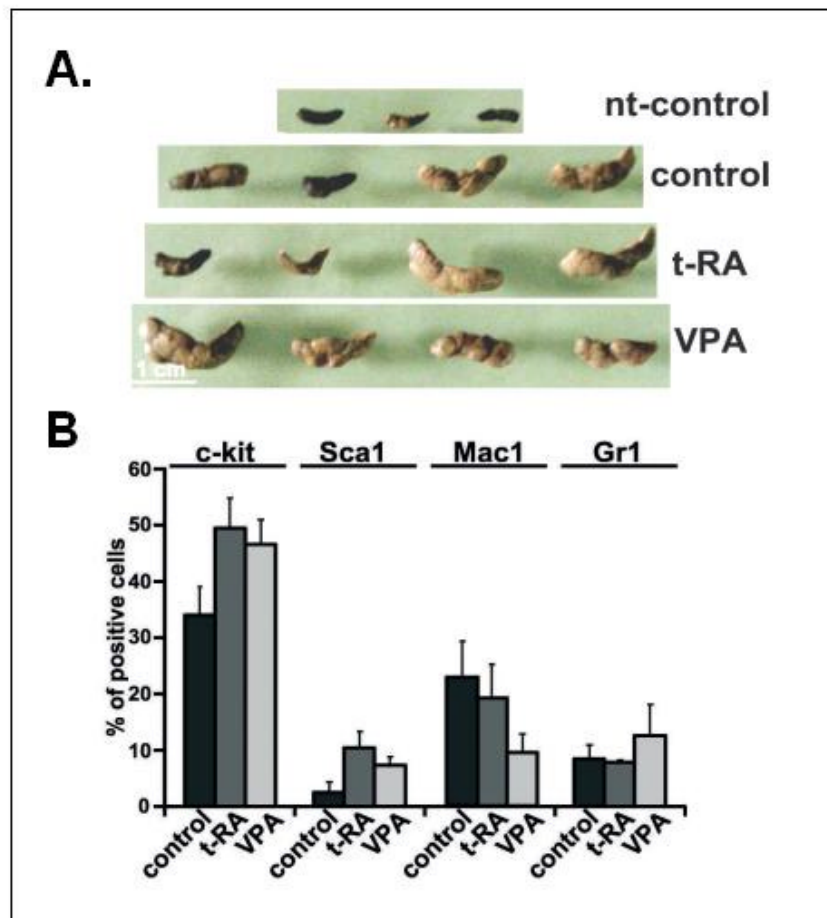 A.
nt-control
control
t-RA
VPA
1 cm
B
c-kit Sca1 Mac1 Gr1
% of positive cells
60
50
40
30
20
10
0
control t-RA VPA control t-RA VPA control t-RA VPA control t-RA VPA